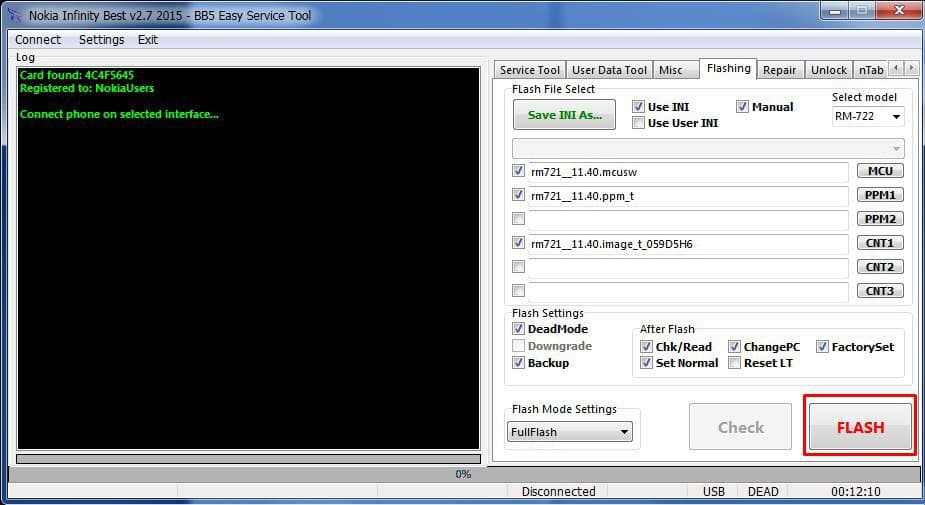 Nokia Infinity Best v2.7 2015 - BB5 Easy Service Tool
Connect Settings Exit
Log
Card found: 4C4F5645
Registered to: NokiaUsers
Connect phone on selected interface...
Service Tool User Data Tool Misc Flashing Repair Unlock nTab
FLash File Select
Save INI As...
Use INI
Use User INI
Manual
Select model
RM-722
rm721__11.40.mcusw MCU
rm721__11.40.ppm_t PPM1
PPM2
rm721__11.40.image_t_059D5H6 CNT1
CNT2
CNT3
Flash Settings
DeadMode
Downgrade
Backup
After Flash
Chk/Read ChangePC FactorySet
Set Normal Reset LT
Flash Mode Settings
FullFlash
Check
FLASH
0%
Disconnected USB DEAD 00:12:10